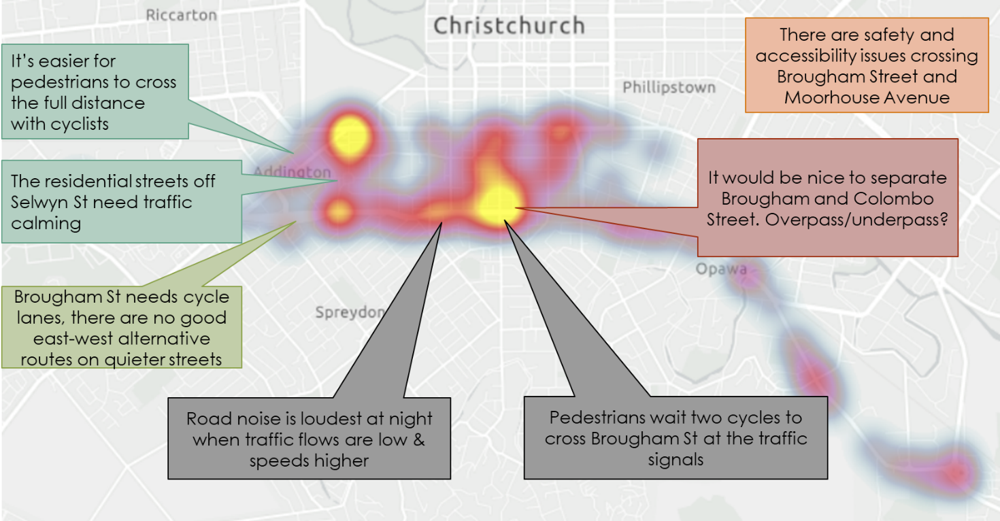 Riccarton
Christchurch
There are safety and
accessibility issues crossing
Brougham Street and
Moorhouse Avenue
It's easier for
pedestrians to cross
the full distance
with cyclists
Phillipstown
Addington
The residential streets off
Selwyn St need traffic
calming
It would be nice to separate
Brougham and Colombo
Street. Overpass/underpass?
Opawa
Brougham St needs cycle
lanes, there are no good
east-west alternative
routes on quieter streets
Spreydon
Road noise is loudest at night
when traffic flows are low &
speeds higher
Pedestrians wait two cycles to
cross Brougham St at the traffic
signals